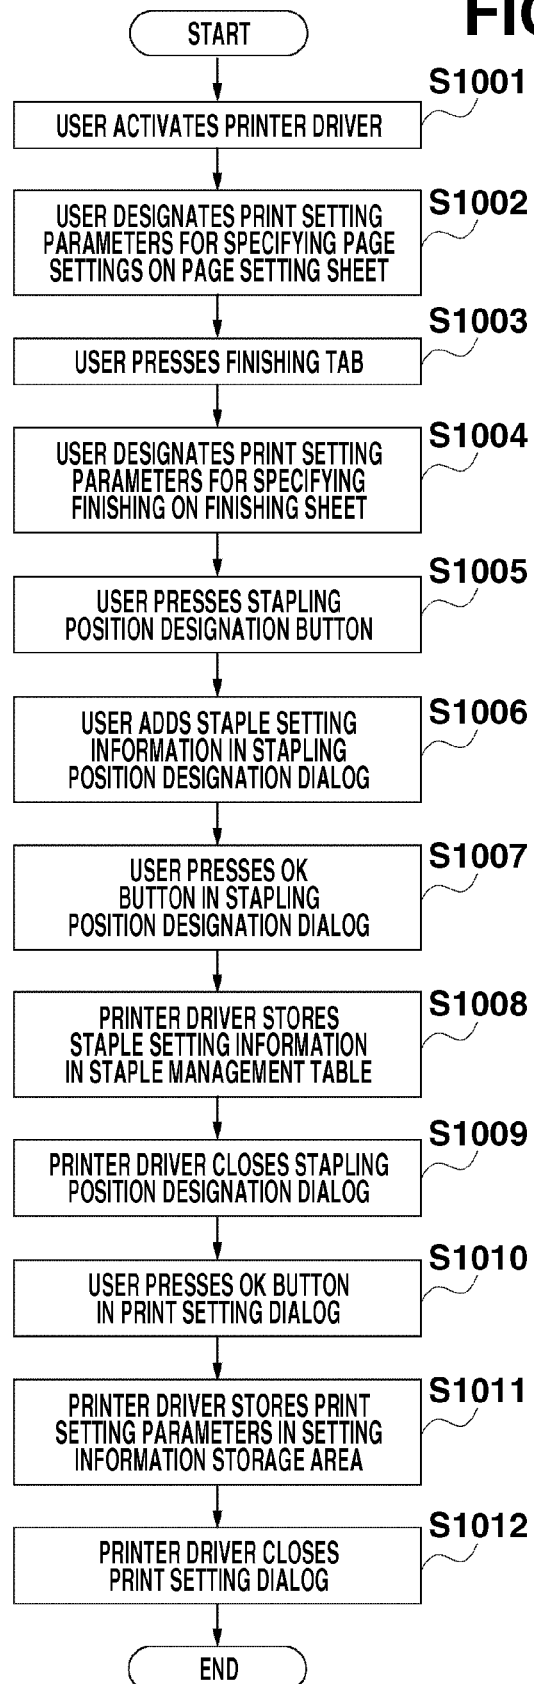 FIG
START
S1001
USER ACTIVATES PRINTER DRIVER
S1002
USER DESIGNATES PRINT SETTING
PARAMETERS FOR SPECIFYING PAGE
SETTINGS ON PAGE SETTING SHEET
S1003
USER PRESSES FINISHING TAB
S1004
USER DESIGNATES PRINT SETTING
PARAMETERS FOR SPECIFYING
FINISHING ON FINISHING SHEET
S1005
USER PRESSES STAPLING
POSITION DESIGNATION BUTTON
S1006
USER ADDS STAPLE SETTING
INFORMATION IN STAPLING
POSITION DESIGNATION DIALOG
S1007
USER PRESSES OK
BUTTON IN STAPLING
POSITION DESIGNATION DIALOG
S1008
PRINTER DRIVER STORES
STAPLE SETTING INFORMATION
IN STAPLE MANAGEMENT TABLE
S1009
PRINTER DRIVER CLOSES STAPLING
POSITION DESIGNATION DIALOG
S1010
USER PRESSES OK BUTTON
IN PRINT SETTING DIALOG
S1011
PRINTER DRIVER STORES PRINT
SETTING PARAMETERS IN SETTING
INFORMATION STORAGE AREA
S1012
PRINTER DRIVER CLOSES
PRINT SETTING DIALOG
END